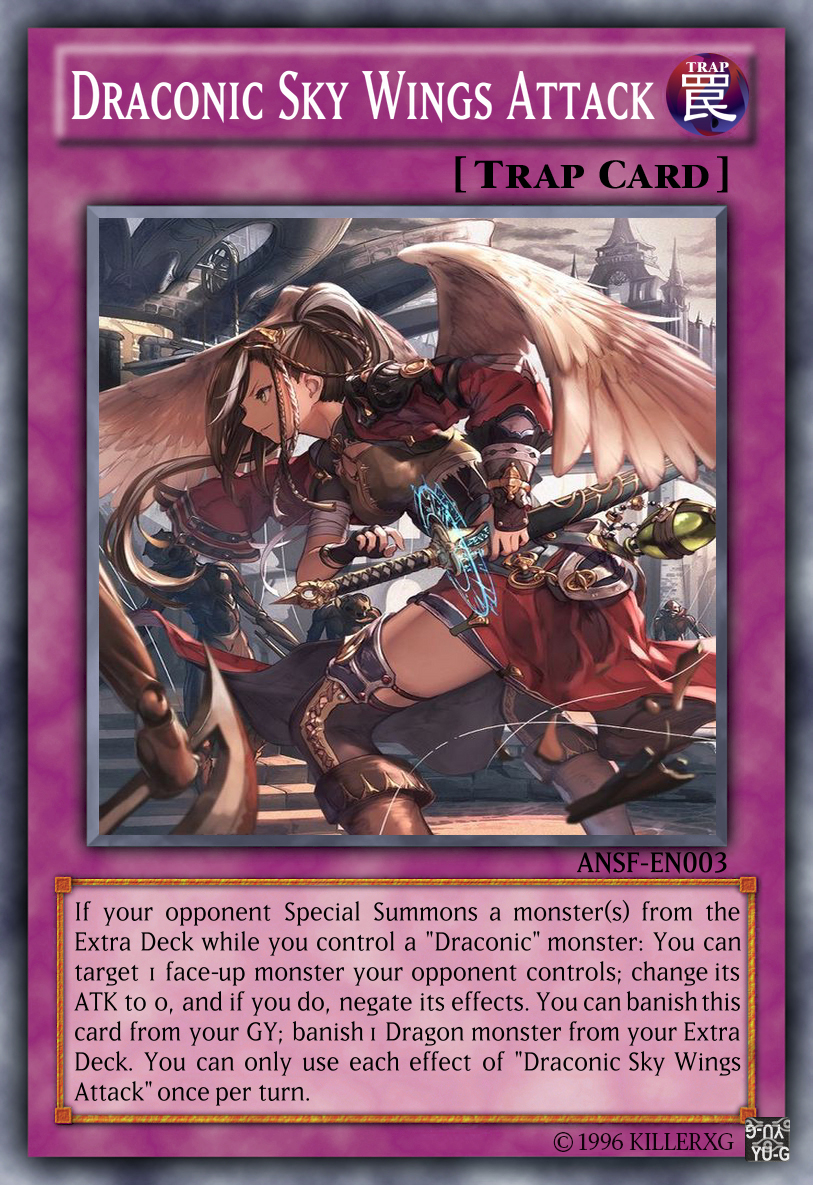 DRACONIC SKY WINGS ATTACK
TRAP
罠
[TRAP CARD]
ANSF-EN003
If your opponent Special Summons a monster(s) from the
Extra Deck while you control a "Draconic" monster: You can
target 1 face-up monster your opponent controls; change its
ATK to 0, and if you do, negate its effects. You can banish this
card from your GY; banish 1 Dragon monster from your Extra
Deck. You can only use each effect of "Draconic Sky Wings
Attack" once per turn.
© 1996 KILLERXG
YU-G
YU-G